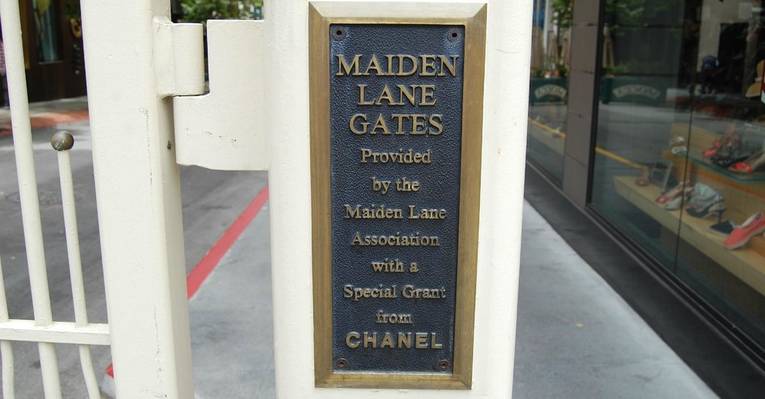 MAIDEN
LANE
GATES
Provided
by the
Maiden Lane
Association
with a
Special Grant
from
CHANEL